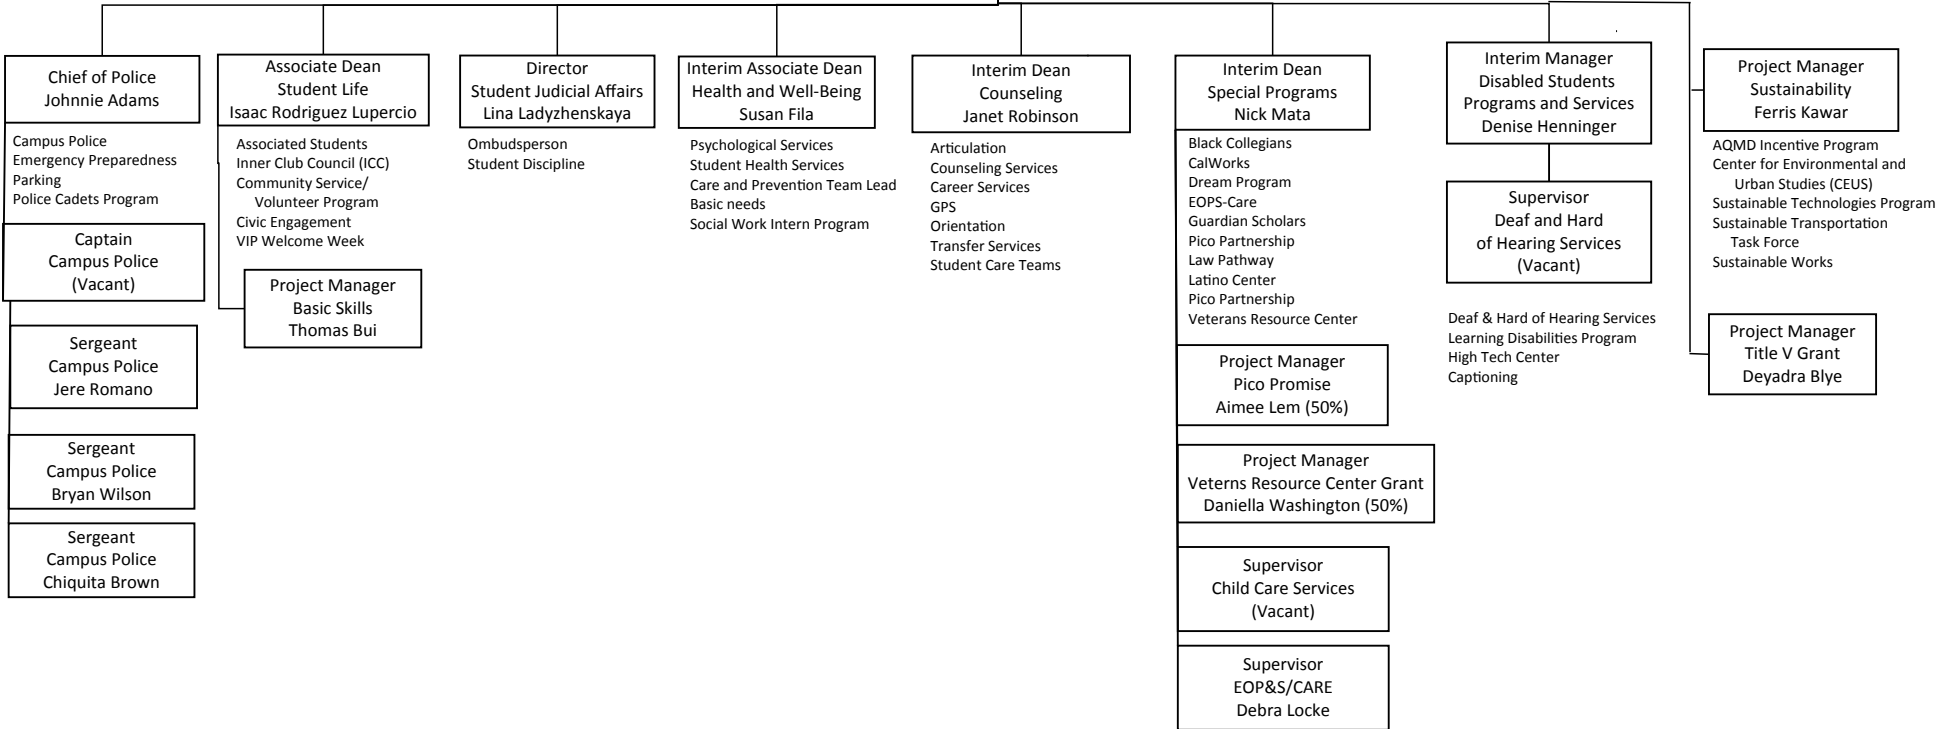 Chief of Police
Johnnie Adams
Campus Police
Emergency Preparedness
Parking
Police Cadets Program
Captain
Campus Police
(Vacant)
Sergeant
Campus Police
Jere Romano
Sergeant
Campus Police
Bryan Wilson
Sergeant
Campus Police
Chiquita Brown
Associate Dean
Student Life
Isaac Rodriguez Lupercio
Associated Students
Inner Club Council (ICC)
Community Service/
Volunteer Program
Civic Engagement
VIP Welcome Week
Project Manager
Basic Skills
Thomas Bui
Director
Student Judicial Affairs
Lina Ladyzhenskaya
Ombudsperson
Student Discipline
Interim Associate Dean
Health and Well-Being
Susan Fila
Psychological Services
Student Health Services
Care and Prevention Team Lead
Basic needs
Social Work Intern Program
Interim Dean
Counseling
Janet Robinson
Articulation
Counseling Services
Career Services
GPS
Orientation
Transfer Services
Student Care Teams
Interim Dean
Special Programs
Nick Mata
Black Collegians
CalWorks
Dream Program
EOPS-Care
Guardian Scholars
Pico Partnership
Law Pathway
Latino Center
Pico Partnership
Veterans Resource Center
Project Manager
Pico Promise
Aimee Lem (50%)
Project Manager
Veterns Resource Center Grant
Daniella Washington (50%)
Supervisor
Child Care Services
(Vacant)
Supervisor
EOP&S/CARE
Debra Locke
Interim Manager
Disabled Students
Programs and Services
Denise Henninger
Supervisor
Deaf and Hard
of Hearing Services
(Vacant)
Deaf & Hard of Hearing Services
Learning Disabilities Program
High Tech Center
Captioning
Project Manager
Sustainability
Ferris Kawar
AQMD Incentive Program
Center for Environmental and
Urban Studies (CEUS)
Sustainable Technologies Program
Sustainable Transportation
Task Force
Sustainable Works
Project Manager
Title V Grant
Deyadra Blye